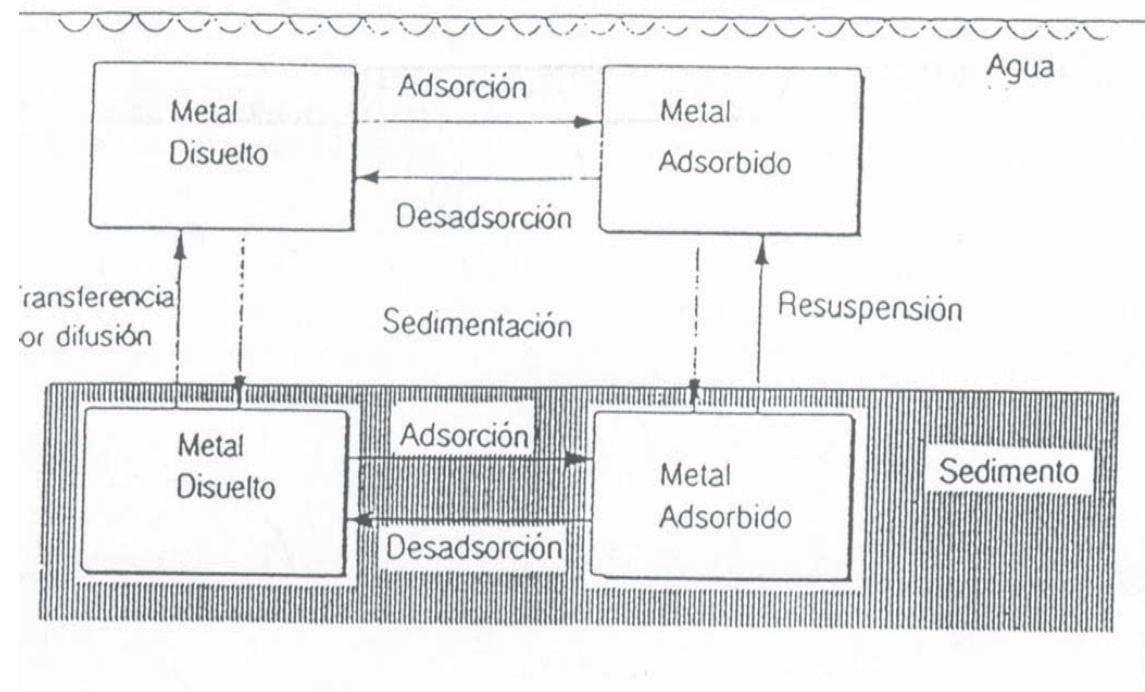 Agua
Metal
Disuelto
Adsorción
Metal
Adsorbido
Desadsorción
ransferencia
or difusión
Sedimentación
Resuspensión
Metal
Disuelto
Adsorción
Metal
Adsorbido
Sedimento
Desadsorción